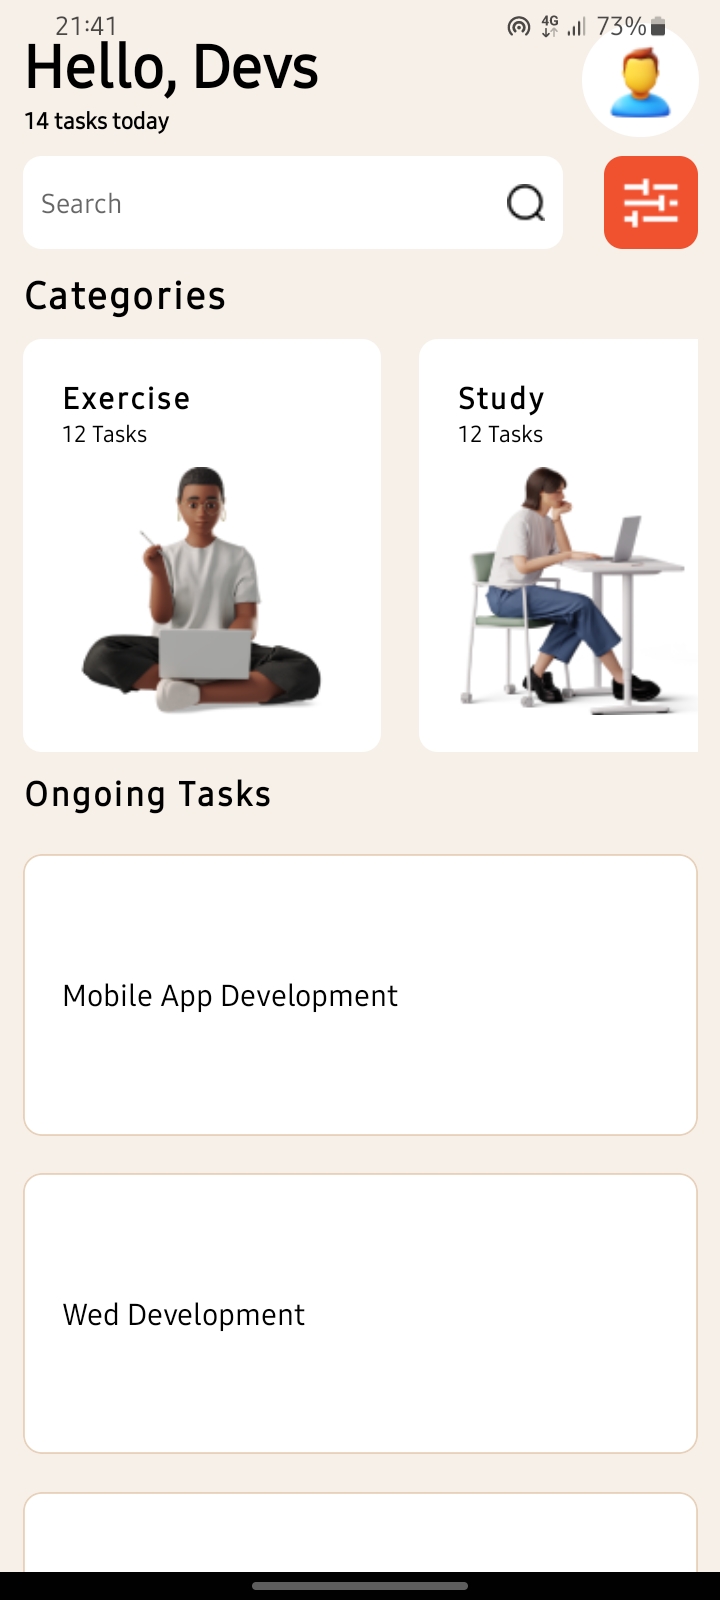 21:41 4G 73%
Hello, Devs
14 tasks today
Search
Categories
Exercise
12 Tasks
Study
12 Tasks
Ongoing Tasks
Mobile App Development
Wed Development